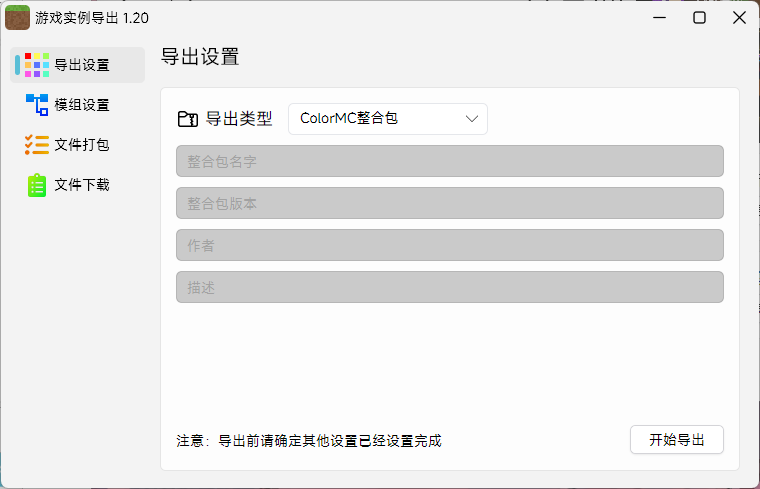 游戏实例导出 1.20
导出设置
模组设置
文件打包
文件下载
导出设置
导出类型
ColorMC整合包
整合包名字
整合包版本
作者
描述
注意：导出前请确定其他设置已经设置完成
开始导出